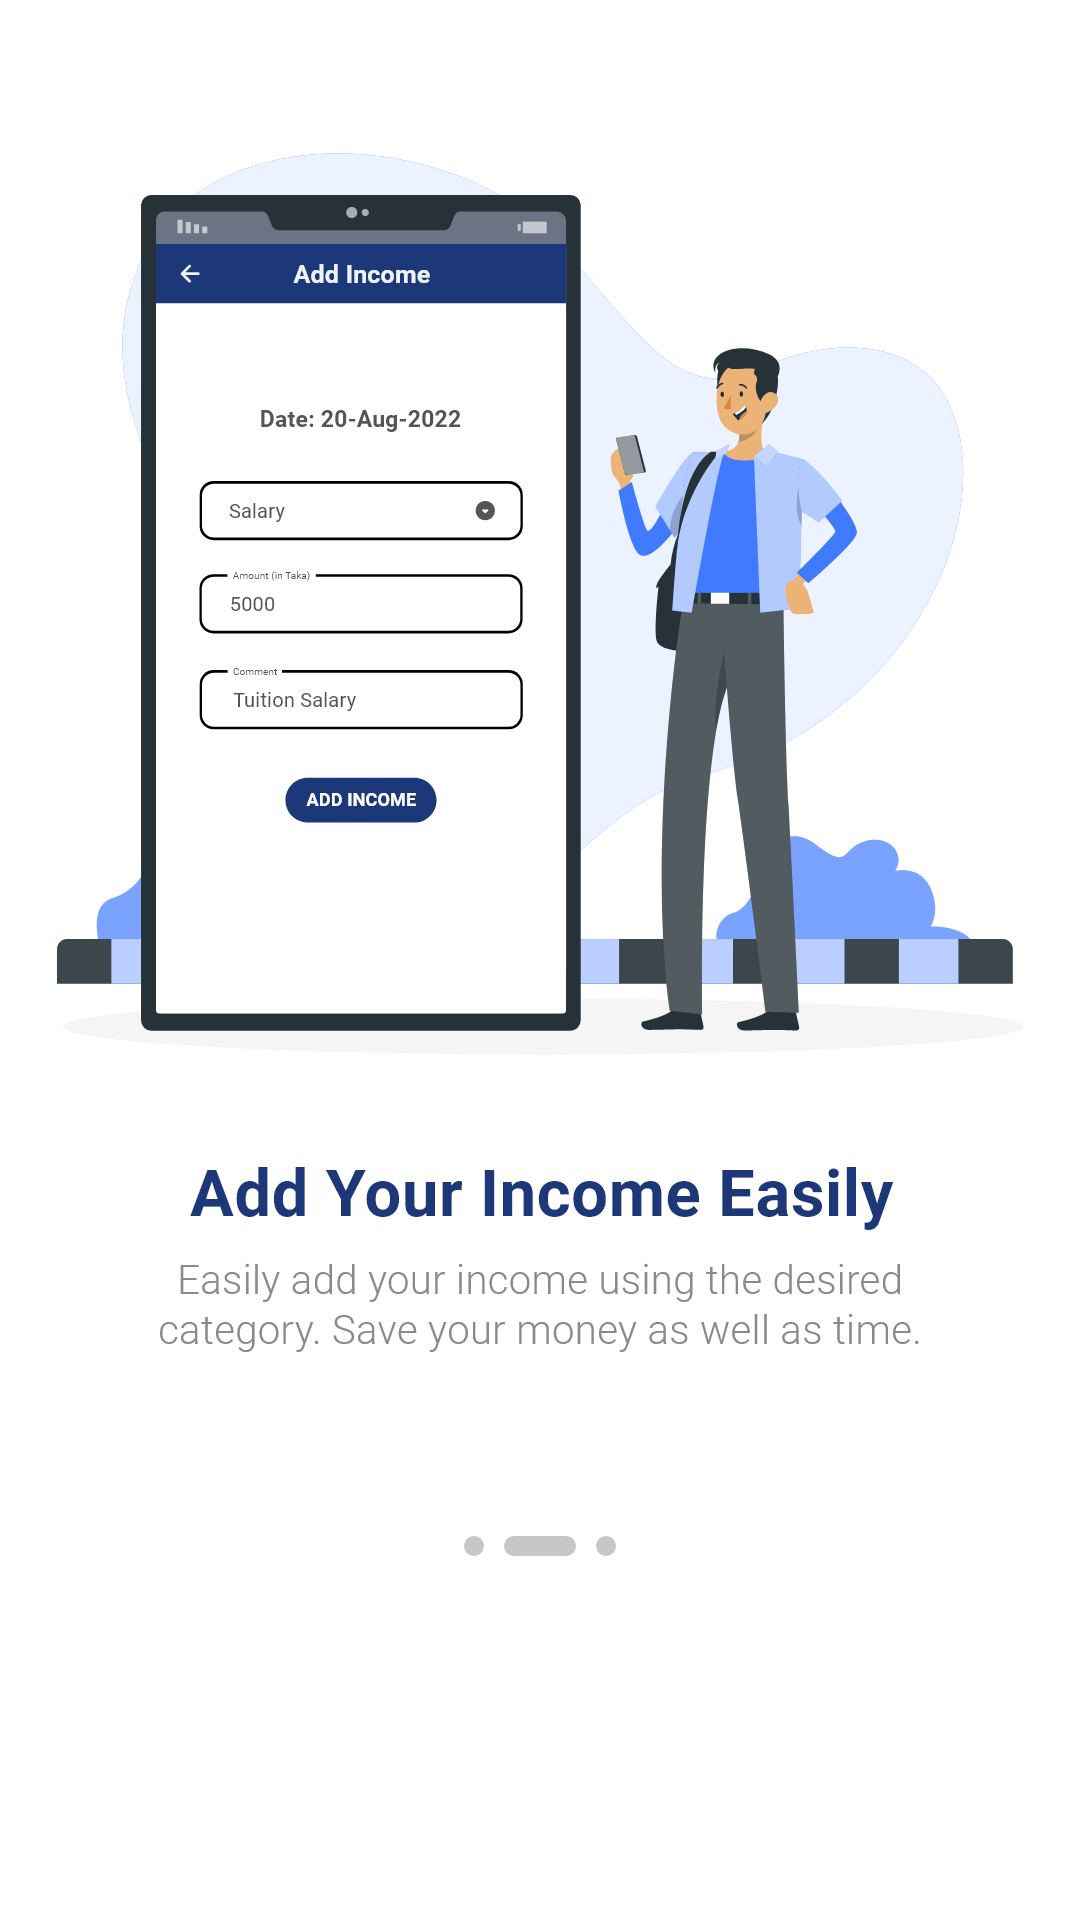 Add Income
Date: 20-Aug-2022
Salary
Amount (in Taka)
5000
Comment
Tuition Salary
ADD INCOME
Add Your Income Easily
Easily add your income using the desired
category. Save your money as well as time.